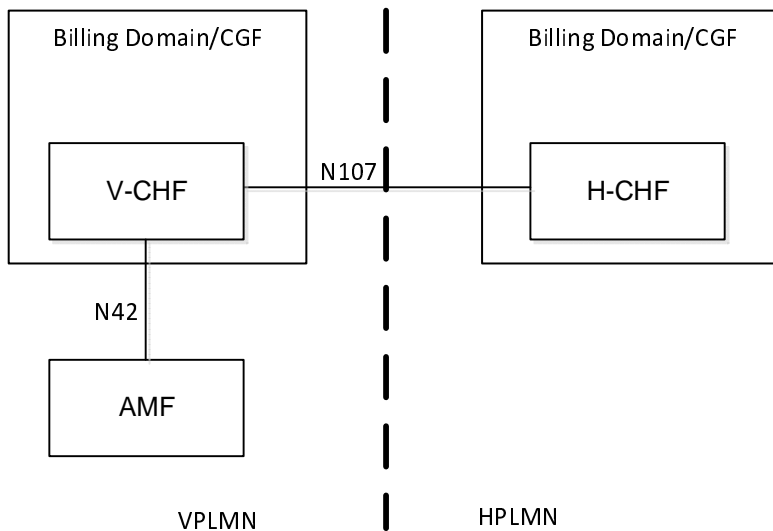 Billing Domain/CGF
Billing Domain/CGF
V-CHF
N107
H-CHF
N42
AMF
VPLMN
HPLMN